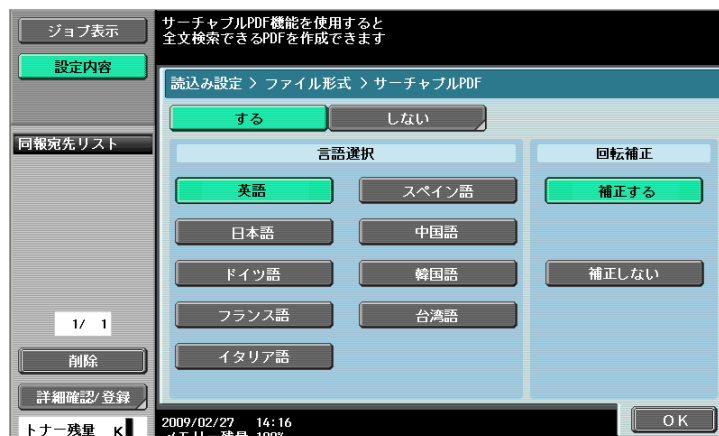 ジョブ表示
設定内容
サーチャブルPDF機能を使用すると
全文検索できるPDFを作成できます
読込み設定 > ファイル形式 > サーチャブルPDF
する
しない
同報宛先リスト
言語選択
回転補正
英語
スペイン語
補正する
日本語
中国語
ドイツ語
韓国語
補正しない
フランス語
台湾語
イタリア語
1/ 1
削除
詳細確認/登録
トナー残量 K
2009/02/27 14:16
メモリー残量 100%
OK